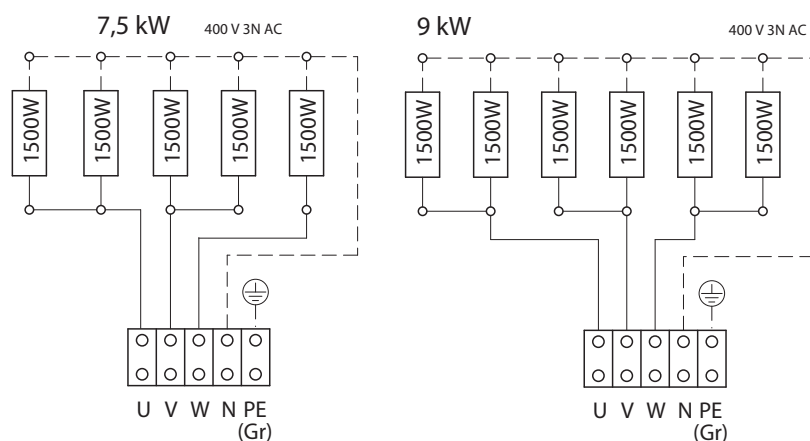 7,5 kW 400 V 3N AC
1500W 1500W 1500W 1500W 1500W
U V W N PE
(Gr)
9 kW 400 V 3N AC
1500W 1500W 1500W 1500W 1500W 1500W
U V W N PE
(Gr)